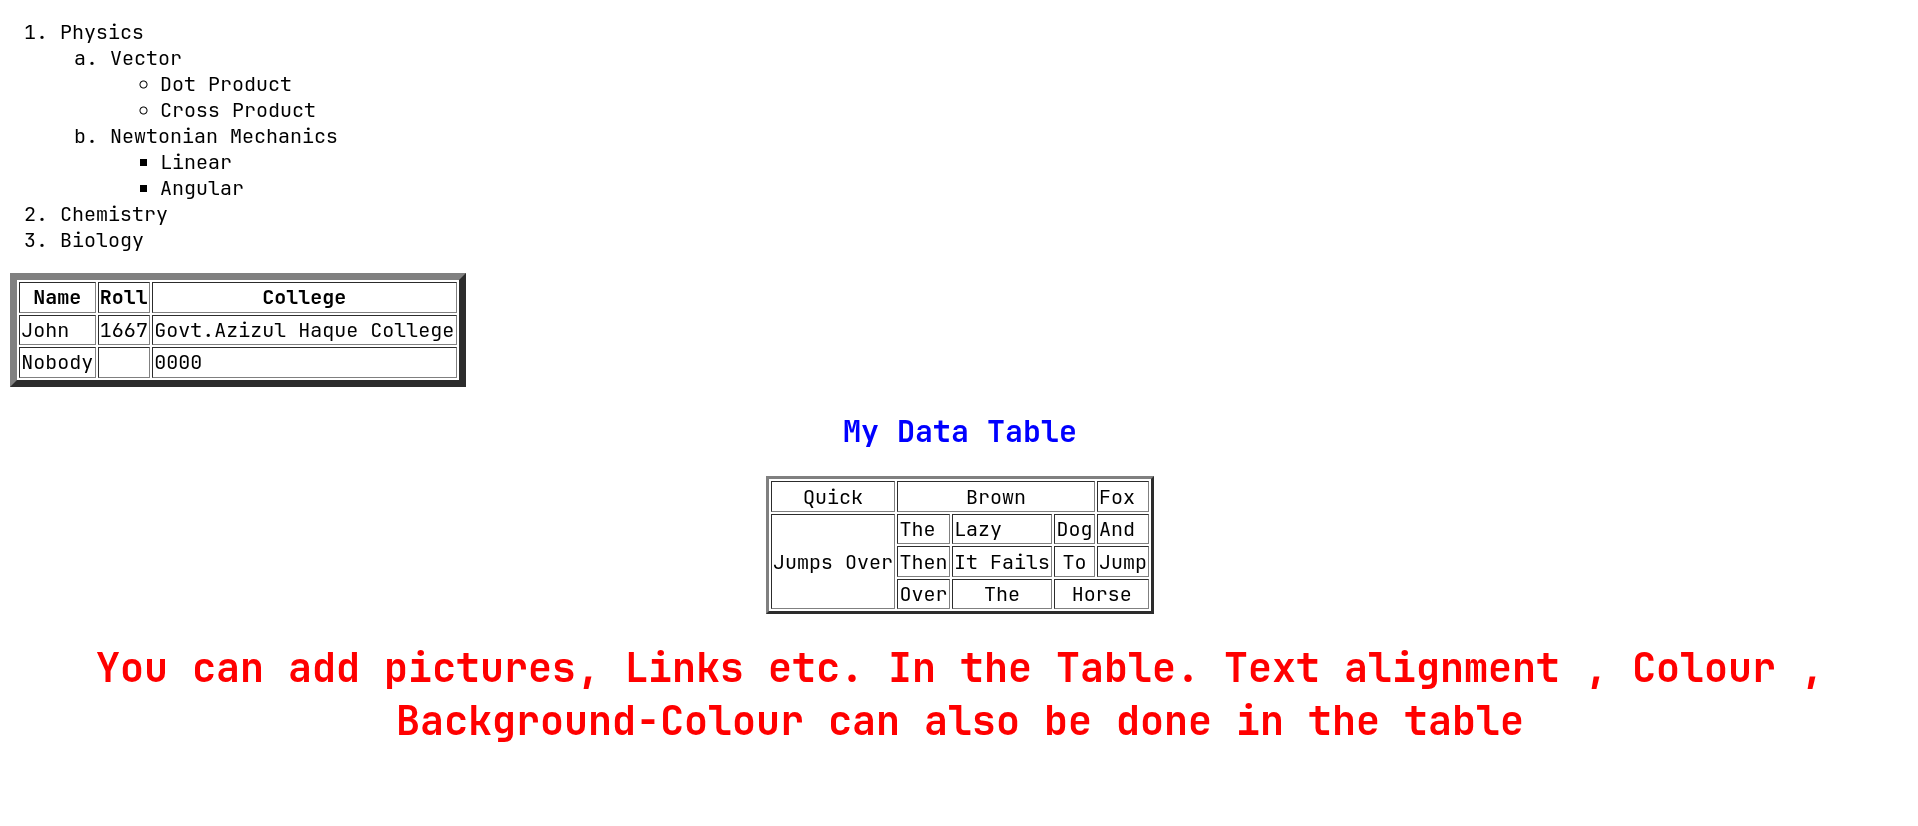 1. Physics
a. Vector
Dot Product
Cross Product
b. Newtonian Mechanics
Linear
Angular
2. Chemistry
3. Biology
Name Roll College
John 1667 Govt.Azizul Haque College
Nobody 0000
My Data Table
Quick Brown Fox
The Lazy Dog And
Jumps Over Then It Fails To Jump
Over The Horse
You can add pictures, Links etc. In the Table. Text alignment , Colour ,
Background-Colour can also be done in the table